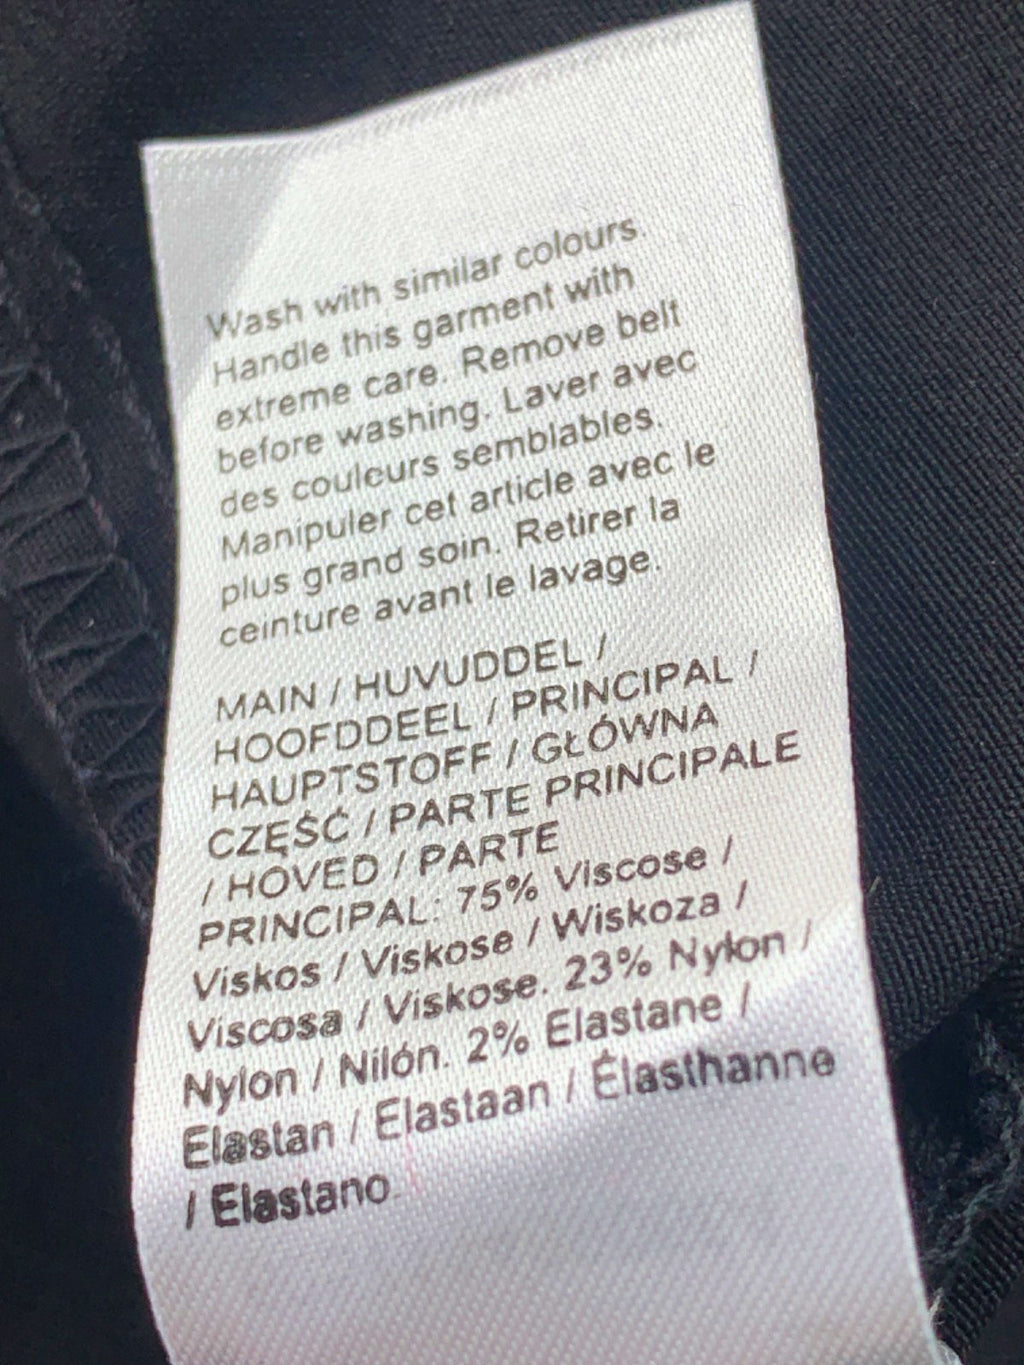 Wash with similar colours.
Handle this garment with
extreme care. Remove belt
before washing. Laver avec
des couleurs semblables.
Manipuler cet article avec le
plus grand soin. Retirer la
ceinture avant le lavage.
MAIN / HUVUDDEL /
HOOFDDEEL / PRINCIPAL /
HAUPTSTOFF / GŁÓWNA
CZĘŚĆ / PARTE PRINCIPALE
/ HOVED / PARTE
PRINCIPAL: 75% Viscose /
Viskos / Viskose / Wiskoza /
Viscosa / Viskose. 23% Nylon /
Nylon / Nilón. 2% Elastane /
Elastan / Elastaan / Élasthanne
/ Elastano